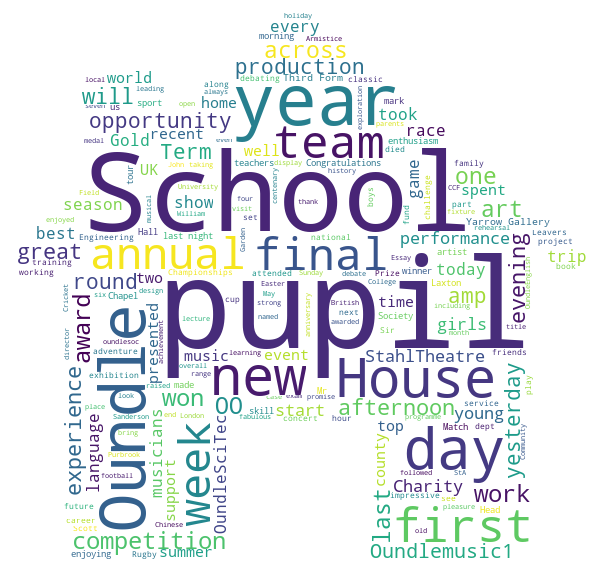 holiday
every
morning
Armistice
across
production
year
Third Form
classic
local
leading
world
debating
along
always
seven
us
will
sport
open
home
exploration
mark
parents
medal
opportunity
team
took
enthusiasm
race
died
recent
Gold
well
teachers
display
Congratulations
family
tour
UK
Term
John
taking
history
School
Field
University
centenary
boys
game
challenge
CCF
one
season
enjoyed
musical
show
William
visit
four
set
thank
fund
art
part
fixture
spent
rehearsal
Yarrow Gallery
best
Engineering
Hall
last night
Garden
national
performance
artist
Leavers
project
great
training
working
annual
final
Essay
winner
today
Laxton
trip
book
Championships
attended
Sunday
debate
Prize
including
OundleEnglish
evening
round
two
Easter
College
time
amp
month
Cricket
six
Chapel
design
pupil
cup
May
strong
British
anniversary
Society
girls
title
award
presented
lecture
named
next
awarded
Sir
oundlesoc
achievement
music
learning
event
StahlTheatre
friends
director
adventure
overall
range
new
Mr
House
experience
exhibition
look
raised
made
won
case
exam
promise
young
service
play
language
place
OO
skill
start
afternoon
programme
yesterday
Oundle
Sanderson
bring
end
London
fabulous
concert
hour
top
Match
dept
day
community
Purbrook
musicians
week
OundleSciTec
county
last
football
support
followed
StA
Charity
work
impressive
see
pleasure
future
career
Scott
Chinese
old
Head
first
competition
enjoying
Rugby
summer
Oundlemusic1